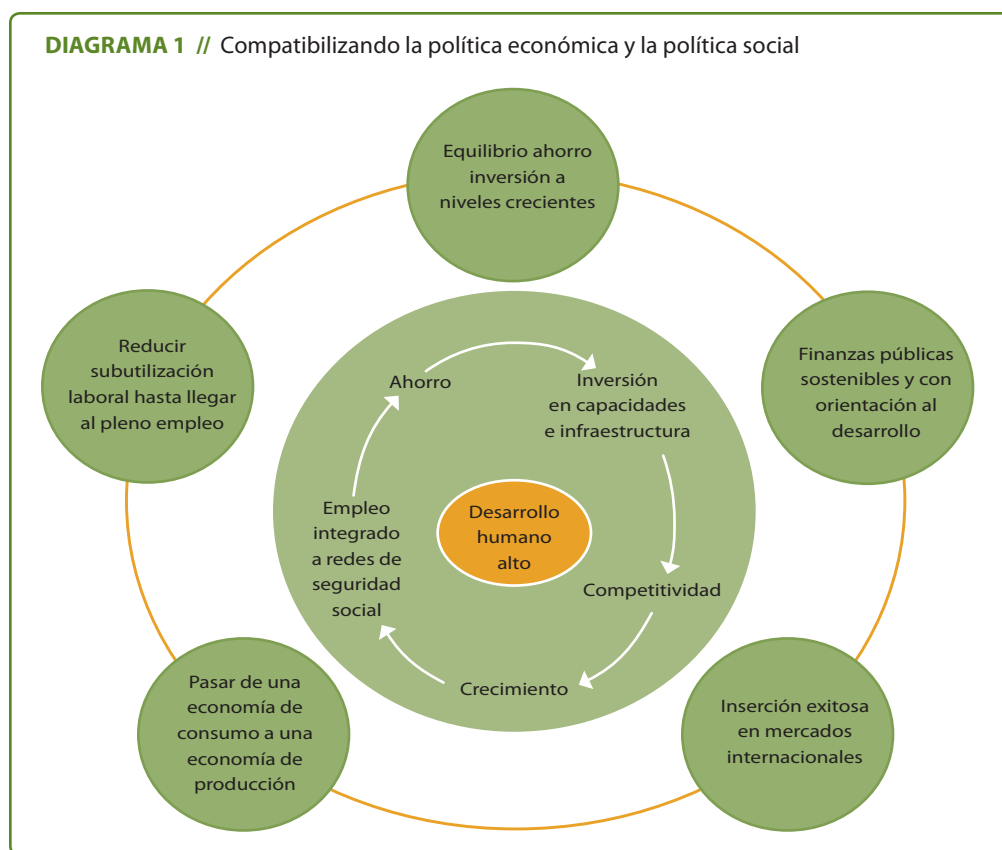 DIAGRAMA 1 // Compatibilizando la política económica y la política social
Equilibrio ahorro
inversión a
niveles crecientes
Reducir
subutilización
laboral hasta llegar
al pleno empleo
Finanzas públicas
sostenibles y con
orientación al
desarrollo
Ahorro
Inversión
en capacidades
e infraestructura
Empleo
integrado
a redes de
seguridad
social
Desarrollo
humano
alto
Competitividad
Crecimiento
Pasar de una
economía de
consumo a una
economía de
producción
Inserción exitosa
en mercados
internacionales